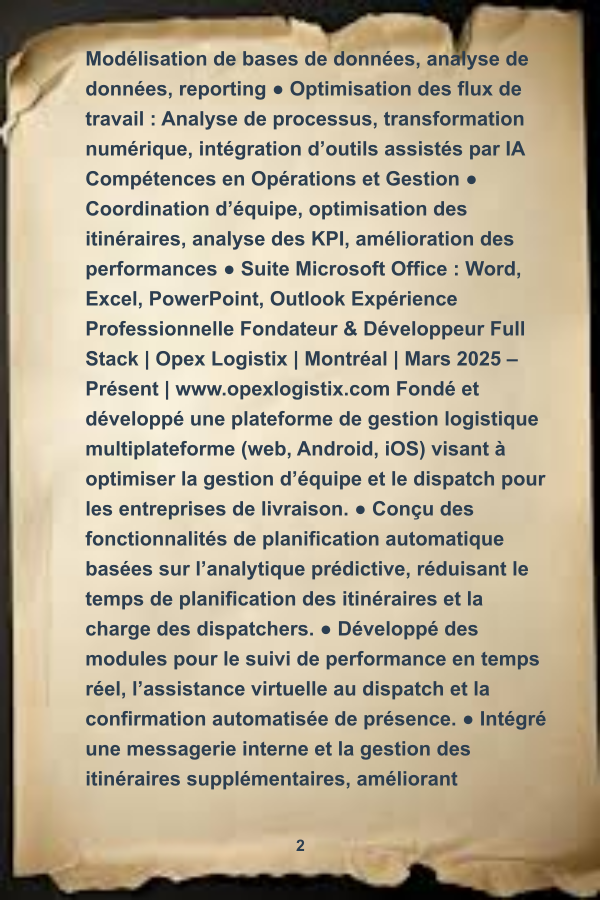 Modélisation de bases de données, analyse de
données, reporting ● Optimisation des flux de
travail : Analyse de processus, transformation
numérique, intégration d’outils assistés par IA
Compétences en Opérations et Gestion ●
Coordination d’équipe, optimisation des
itinéraires, analyse des KPI, amélioration des
performances ● Suite Microsoft Office : Word,
Excel, PowerPoint, Outlook Expérience
Professionnelle Fondateur & Développeur Full
Stack | Opex Logistix | Montréal | Mars 2025 –
Présent | www.opexlogistix.com Fondé et
développé une plateforme de gestion logistique
multiplateforme (web, Android, iOS) visant à
optimiser la gestion d’équipe et le dispatch pour
les entreprises de livraison. ● Conçu des
fonctionnalités de planification automatique
basées sur l’analytique prédictive, réduisant le
temps de planification des itinéraires et la
charge des dispatchers. ● Développé des
modules pour le suivi de performance en temps
réel, l’assistance virtuelle au dispatch et la
confirmation automatisée de présence. ● Intégré
une messagerie interne et la gestion des
itinéraires supplémentaires, améliorant
2